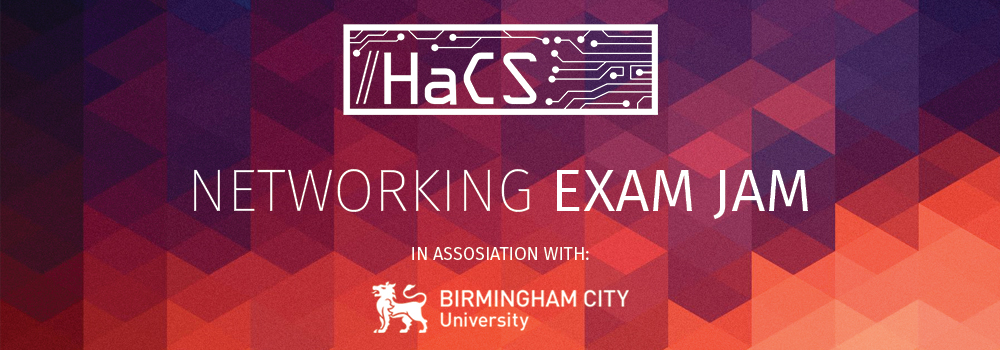 //HaCS
NETWORKING EXAM JAM
IN ASSOSIATION WITH:
BIRMINGHAM CITY
University